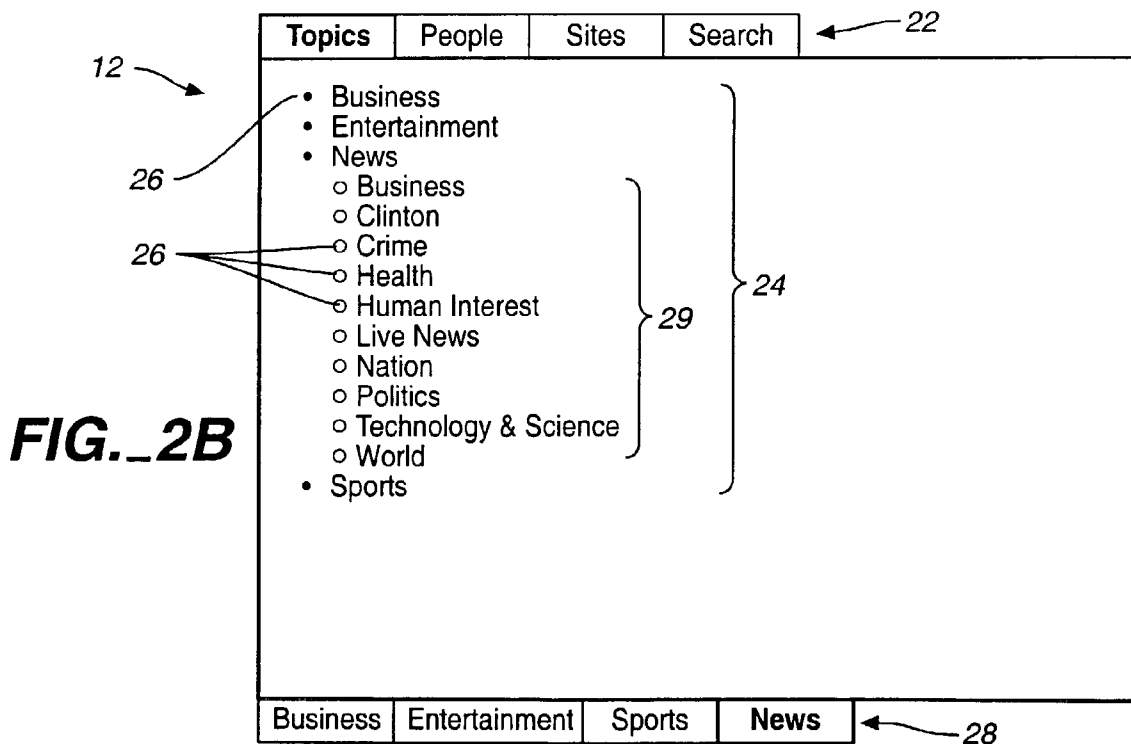 Topics People Sites Search 22
12
• Business
• Entertainment
• News
26
○ Business
○ Clinton
26 ○ Crime
○ Health
24
○ Human Interest
29
○ Live News
○ Nation
○ Politics
○ Technology & Science
FIG._2B
○ World
• Sports
Business Entertainment Sports News 28